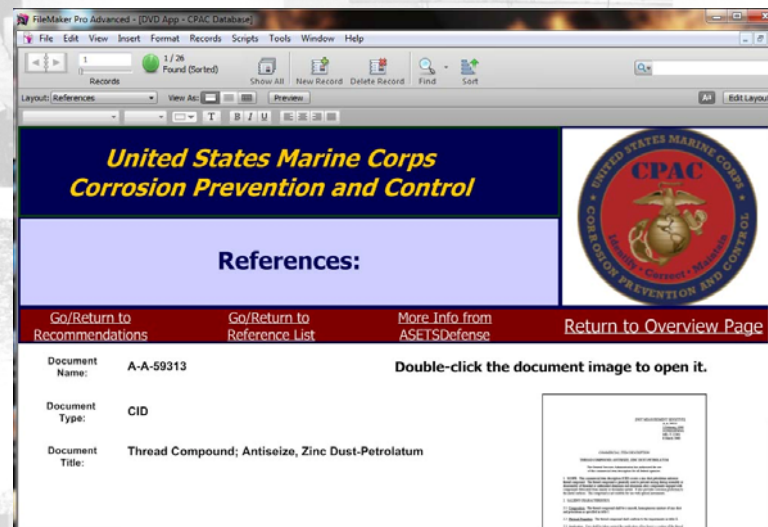 FileMaker Pro Advanced - [DVD App - CPAC Database]
File Edit View Insert Format Records Scripts Tools Window Help
1
1 / 26
Found (Sorted)
Records
Show All New Record Delete Record Find Sort
Layout: References View As: Preview Aa Edit Layout
T B I U
United States Marine Corps
Corrosion Prevention and Control
UNITED STATES MARINE CORPS
CPAC
Identify • Correct • Maintain
CORROSION PREVENTION AND CONTROL
References:
Go/Return to
Recommendations
Go/Return to
Reference List
More Info from
ASETSDefense
Return to Overview Page
Document
Name:
A-A-59313
Double-click the document image to open it.
Document
Type:
CID
Document
Title:
Thread Compound; Antiseize, Zinc Dust-Petrolatum